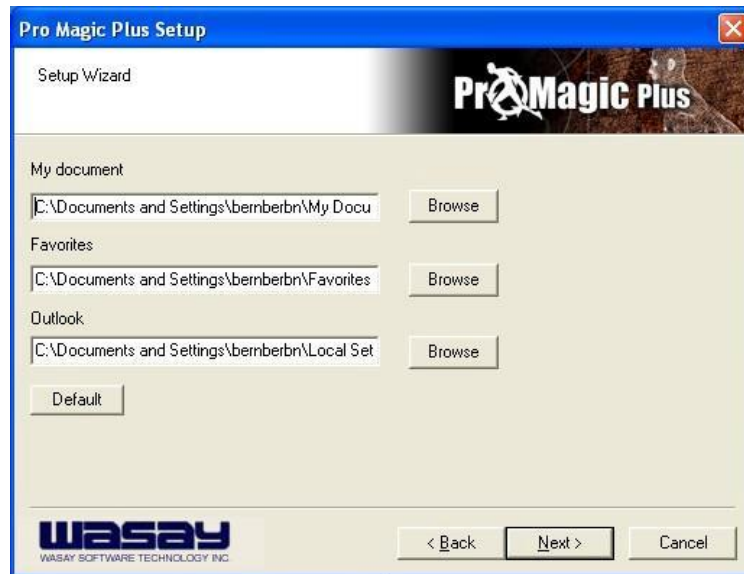 Pro Magic Plus Setup
Setup Wizard
ProMagic Plus
My document
C:\Documents and Settings\bernberbn\My Docu
Browse
Favorites
C:\Documents and Settings\bernberbn\Favorites
Browse
Outlook
C:\Documents and Settings\bernberbn\Local Set
Browse
Default
wasay
WASAY SOFTWARE TECHNOLOGY INC.
< Back
Next >
Cancel